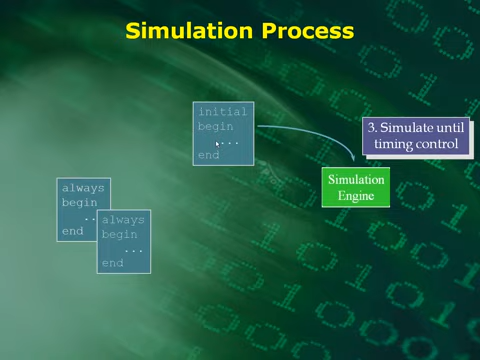 Simulation Process
initial
begin
...
end
3. Simulate until
timing control
Simulation
Engine
always
begin
..
end
always
begin
...
end